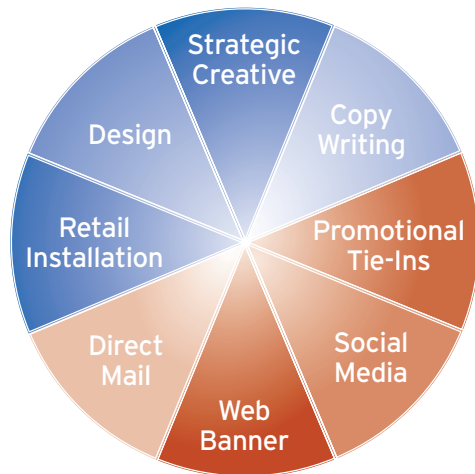 Strategic
Creative
Copy
Writing
Promotional
Tie-Ins
Social
Media
Web
Banner
Direct
Mail
Retail
Installation
Design